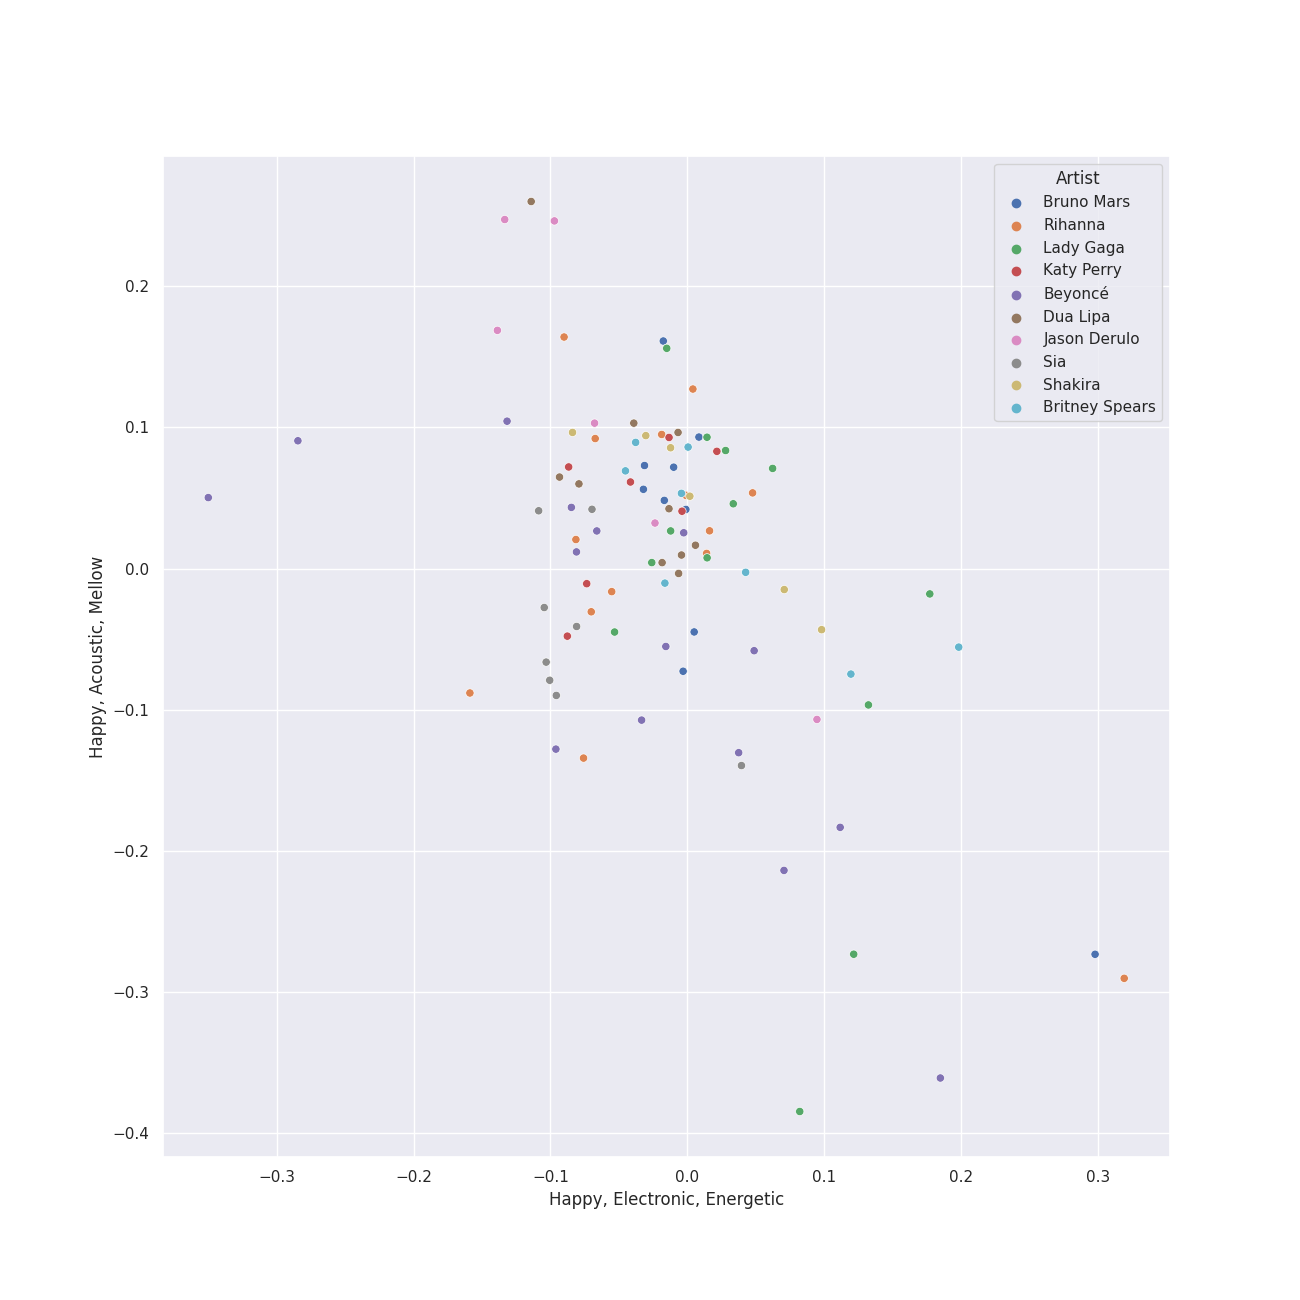 Artist
Bruno Mars
Rihanna
Lady Gaga
Katy Perry
Beyoncé
Dua Lipa
Jason Derulo
Sia
Shakira
Britney Spears
0.2
0.1
0.0
−0.1
−0.2
−0.3
−0.4
Happy, Acoustic, Mellow
−0.3 −0.2 −0.1 0.0 0.1 0.2 0.3
Happy, Electronic, Energetic